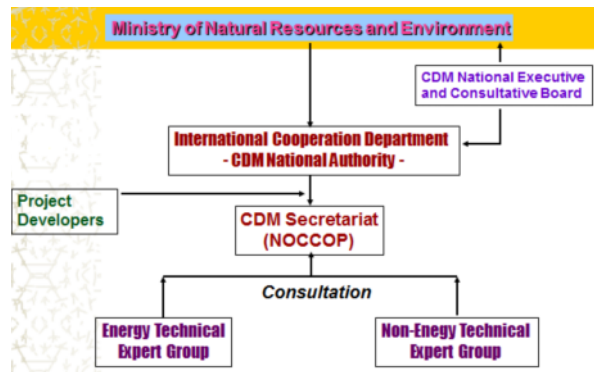 Ministry of Natural Resources and Environment
CDM National Executive
and Consultative Board
International Cooperation Department
- CDM National Authority -
Project
Developers
CDM Secretariat
(NOCCOP)
Consultation
Energy Technical
Expert Group
Non-Enegy Technical
Expert Group